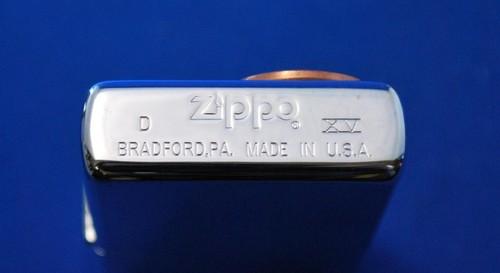 Zippo ®
D XV
BRADFORD,PA. MADE IN U.S.A.